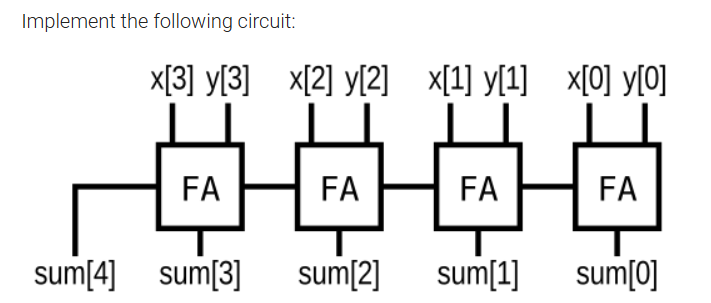 Implement the following circuit:
x[3] y[3] x[2] y[2] x[1] y[1] x[0] y[0]
FA FA FA FA
sum[4] sum[3] sum[2] sum[1] sum[0]